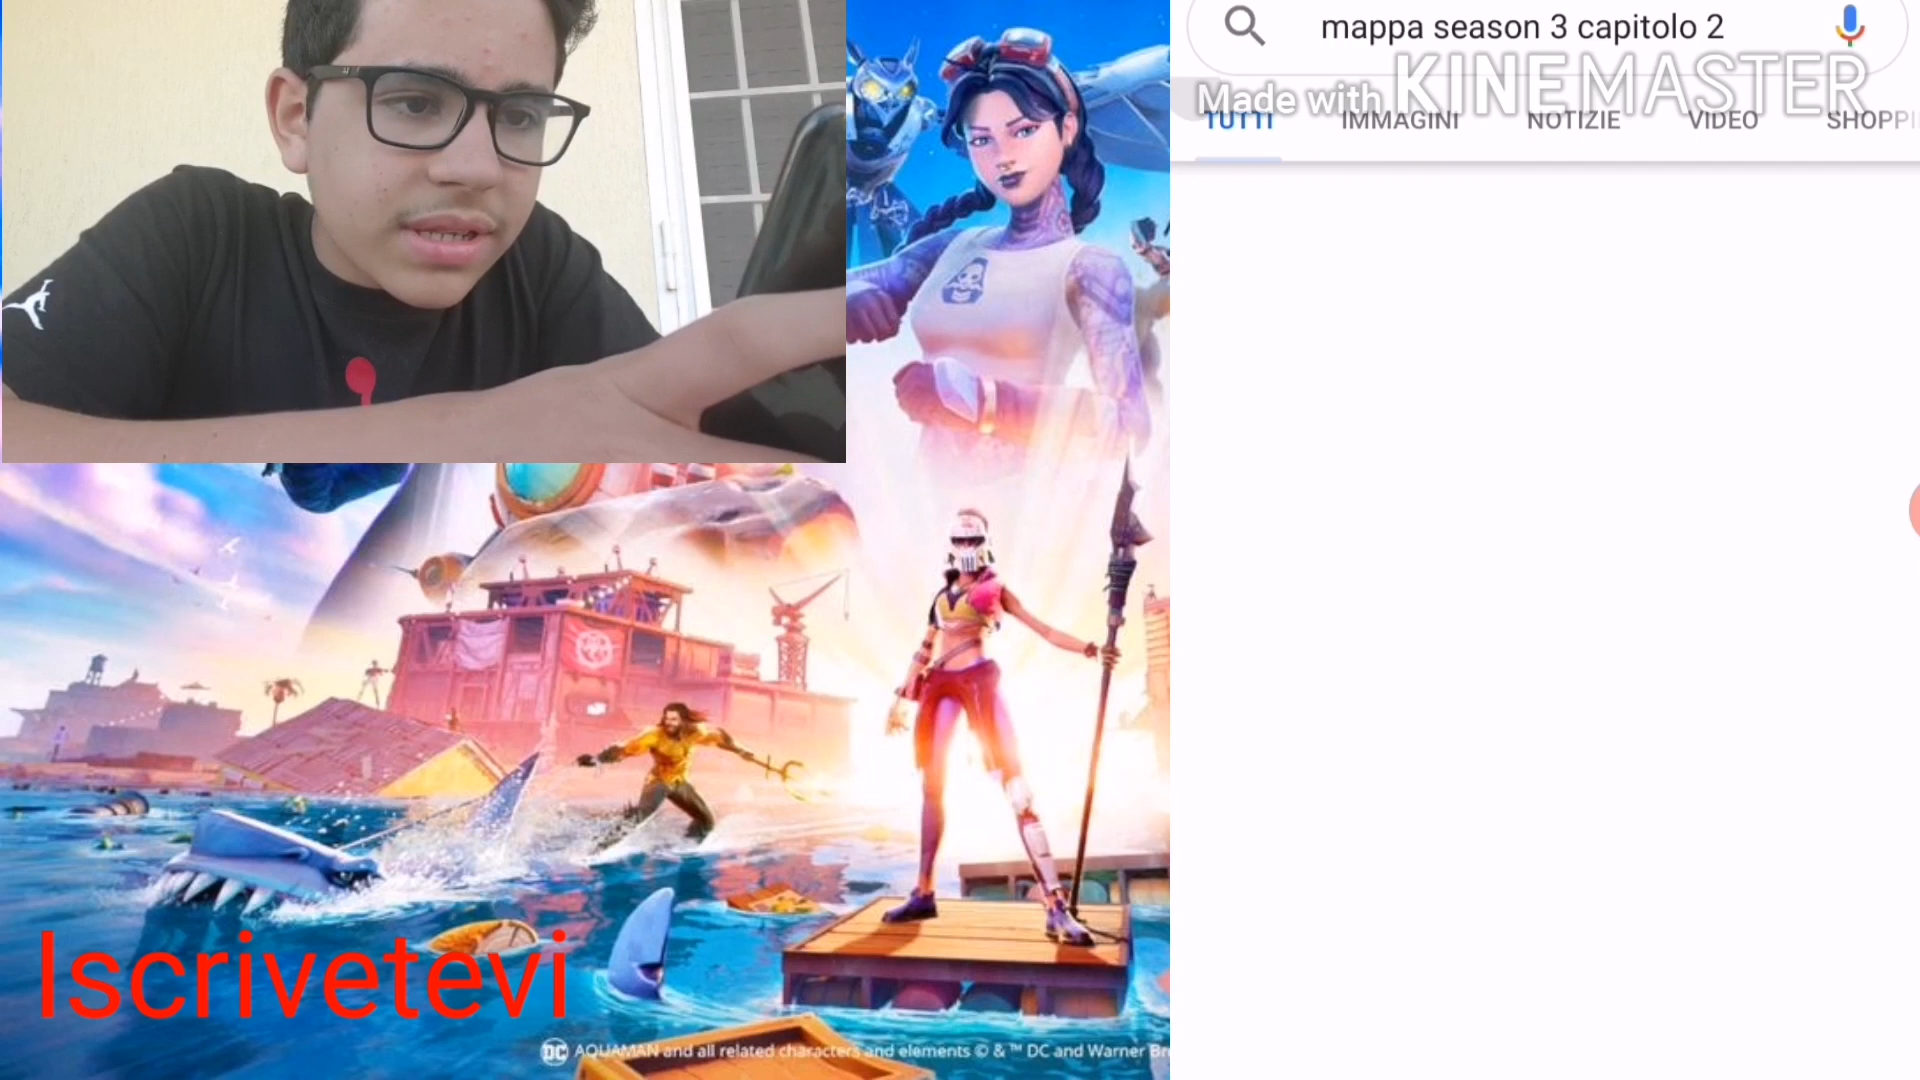 mappa season 3 capitolo 2
Made with KINEMASTER
TUTTI IMMAGINI NOTIZIE VIDEO SHOPPI
Iscrivetevi
DC AQUAMAN and all related characters and elements © & ™ DC and Warner Br